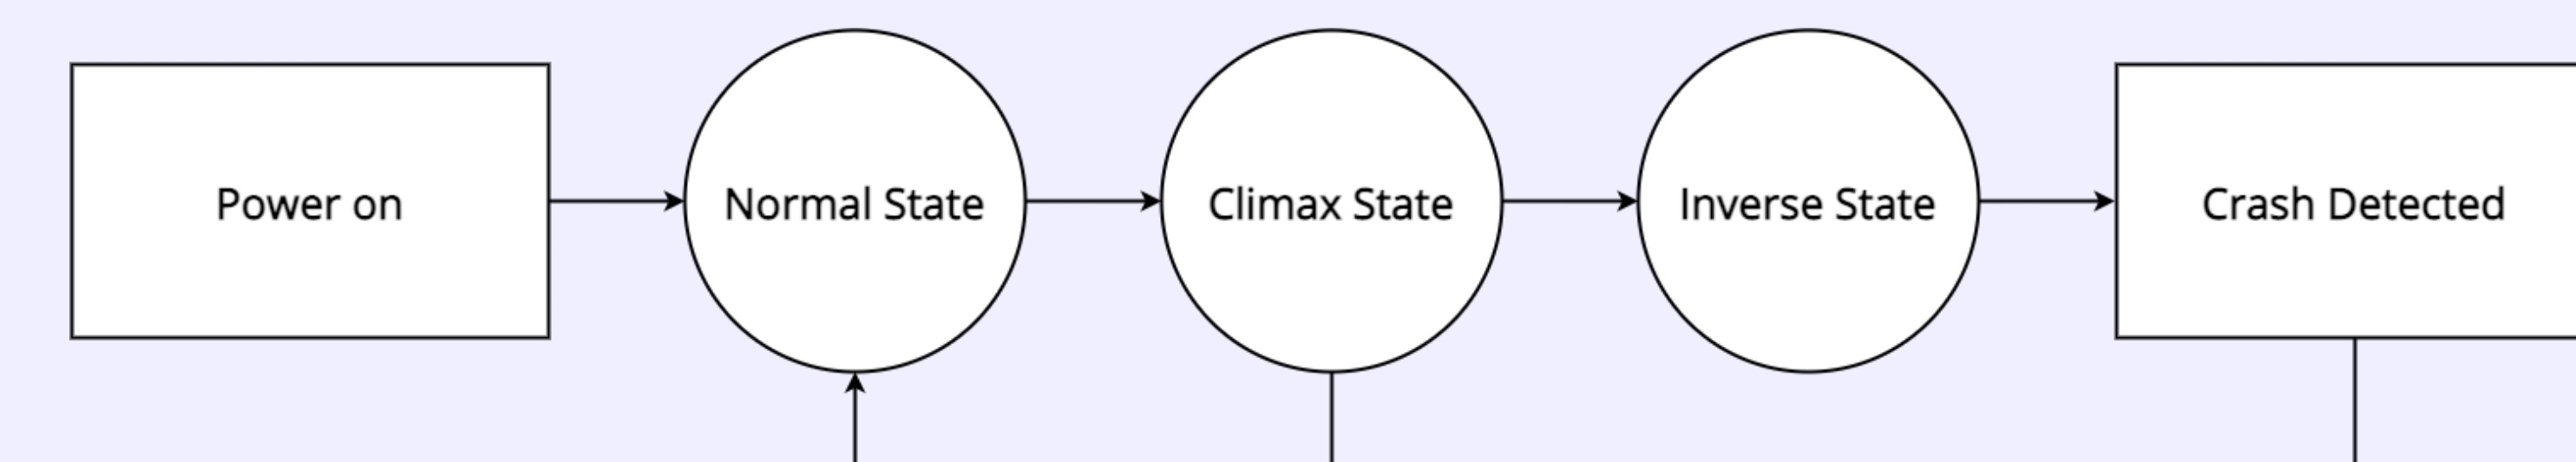 Power on
Normal State
Climax State
Inverse State
Crash Detected